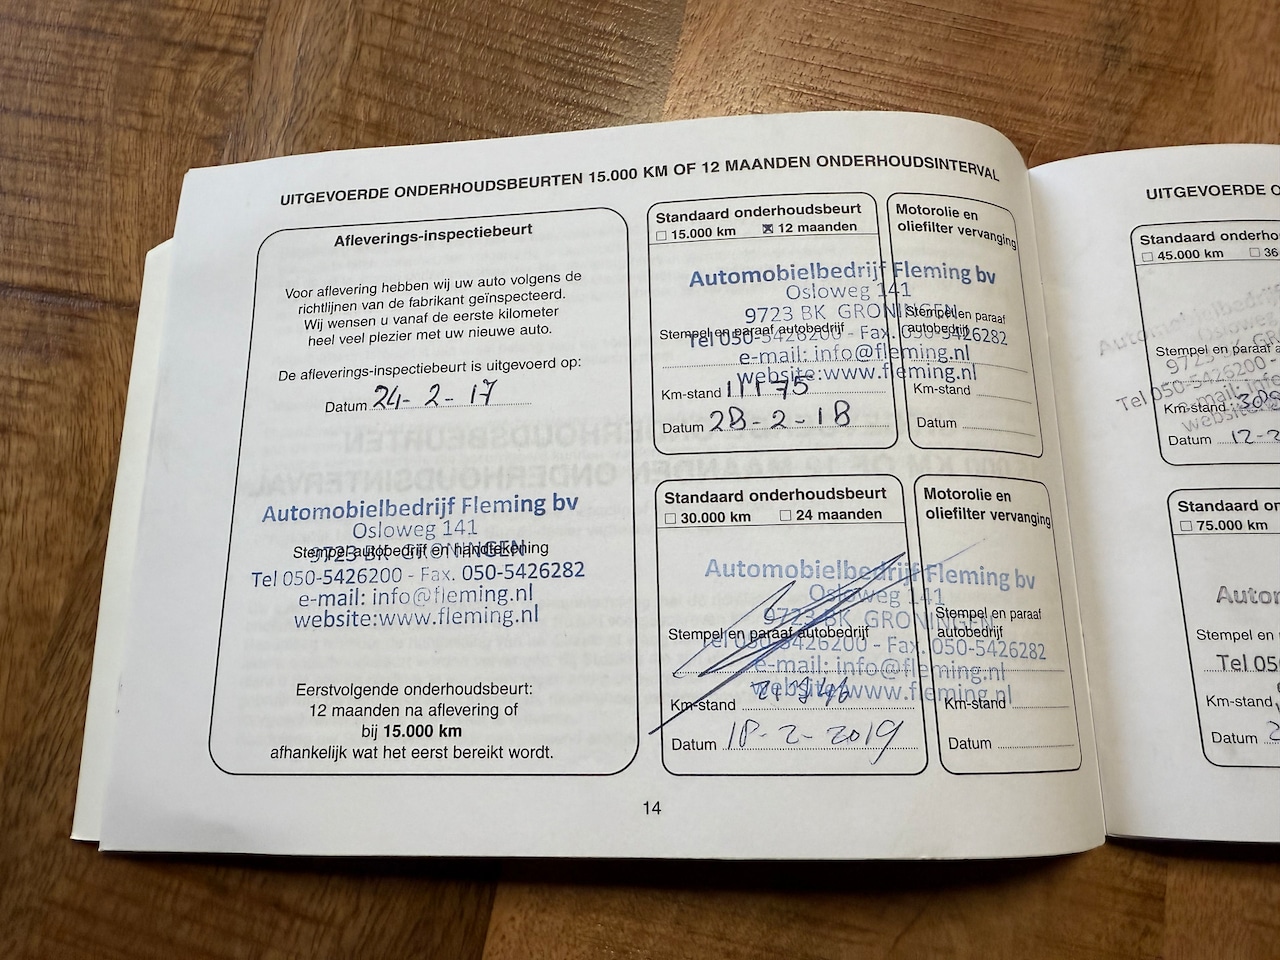 UITGEVOERDE ONDERHOUDSBEURTEN 15.000 KM OF 12 MAANDEN ONDERHOUDSINTERVAL
Afleverings-inspectiebeurt
Voor aflevering hebben wij uw auto volgens de
richtlijnen van de fabrikant geïnspecteerd.
Wij wensen u vanaf de eerste kilometer
heel veel plezier met uw nieuwe auto.
De afleverings-inspectiebeurt is uitgevoerd op:
Datum 24-2-17
Automobielbedrijf Fleming bv
Osloweg 141
9723 BK GRONINGEN
Stempel autobedrijf en handtekening
Tel 050-5426200 - Fax. 050-5426282
e-mail: info@fleming.nl
website:www.fleming.nl
Eerstvolgende onderhoudsbeurt:
12 maanden na aflevering of
bij 15.000 km
afhankelijk wat het eerst bereikt wordt.
Standaard onderhoudsbeurt
15.000 km 12 maanden
Automobielbedrijf Fleming bv
Osloweg 141
9723 BK GRONINGEN
Stempel en paraaf autobedrijf
Tel 050-5426200 - Fax. 050-5426282
e-mail: info@fleming.nl
website:www.fleming.nl
Km-stand 11175
Datum 28-2-18
Motorolie en
oliefilter vervanging
Stempel en paraaf
autobedrijf
Km-stand
Datum
Standaard onderhoudsbeurt
30.000 km 24 maanden
Automobielbedrijf Fleming bv
Osloweg 141
9723 BK GRONINGEN
Stempel en paraaf autobedrijf
Tel 050-5426200 - Fax. 050-5426282
e-mail: info@fleming.nl
website:www.fleming.nl
Km-stand
Datum 18-2-2019
Motorolie en
oliefilter vervanging
Stempel en paraaf
autobedrijf
Km-stand
Datum
14
UITGEVOERDE
Standaard
45.000 km
Stempel en paraaf
Tel 050-5426200
Km-stand
Datum
Standaard
75.000 km
Stempel en
Km-stand
Datum